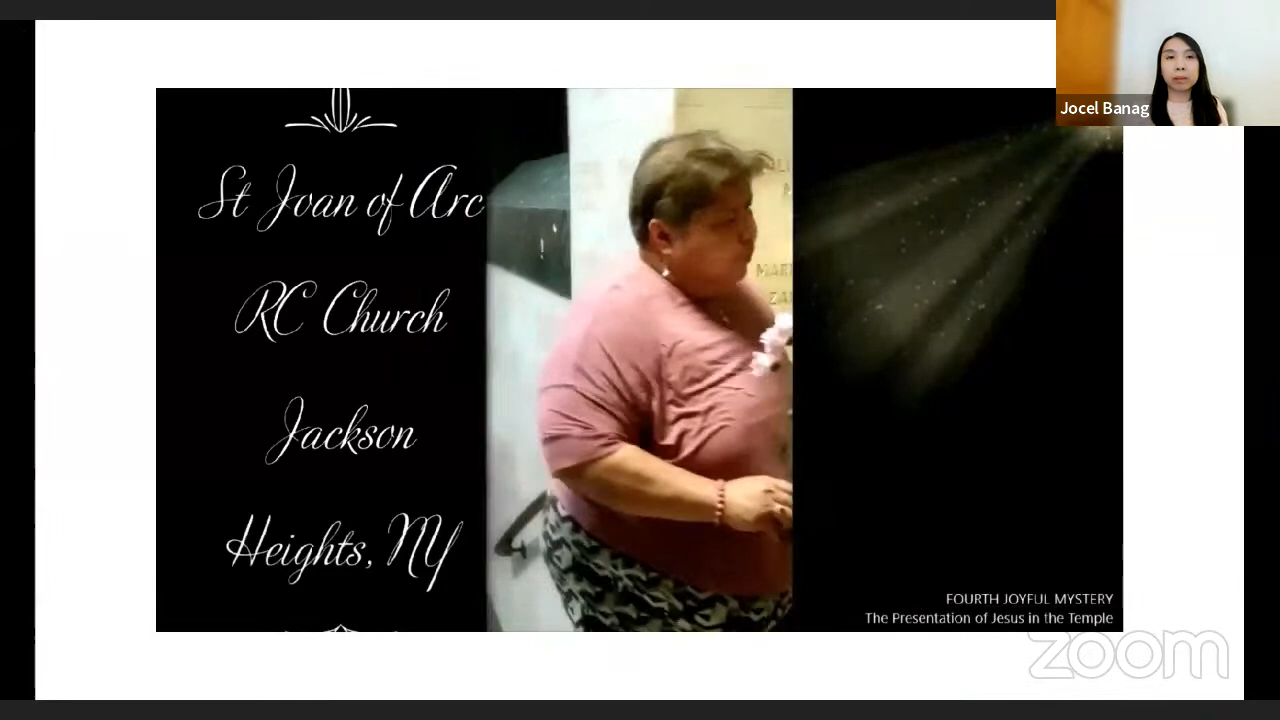 Jocel Banag
St Joan of Arc
RC Church
Jackson
Heights, NY
FOURTH JOYFUL MYSTERY
The Presentation of Jesus in the Temple
zoom